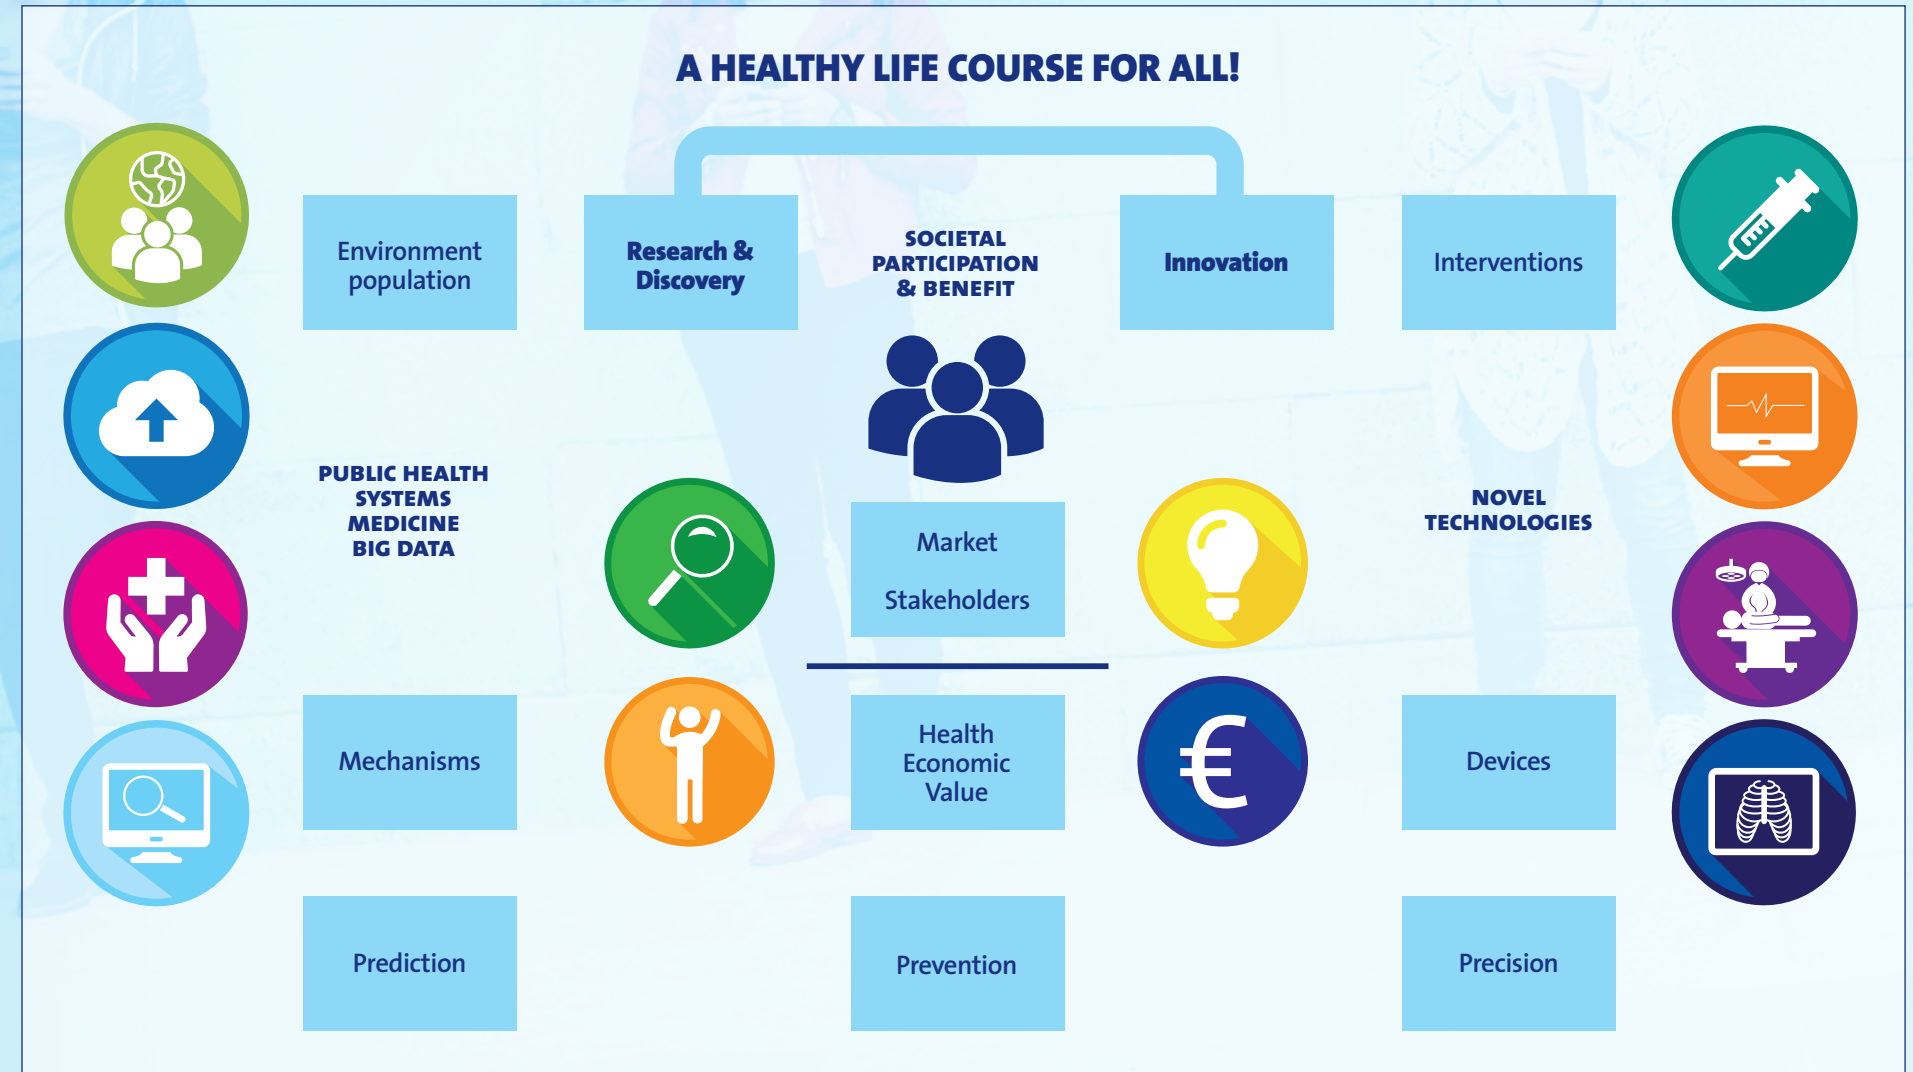 A HEALTHY LIFE COURSE FOR ALL!
Environment
population
Research &
Discovery
SOCIETAL
PARTICIPATION
& BENEFIT
Innovation
Interventions
PUBLIC HEALTH
SYSTEMS
MEDICINE
BIG DATA
Market
Stakeholders
NOVEL
TECHNOLOGIES
Mechanisms
Health
Economic
Value
€
Devices
Prediction
Prevention
Precision